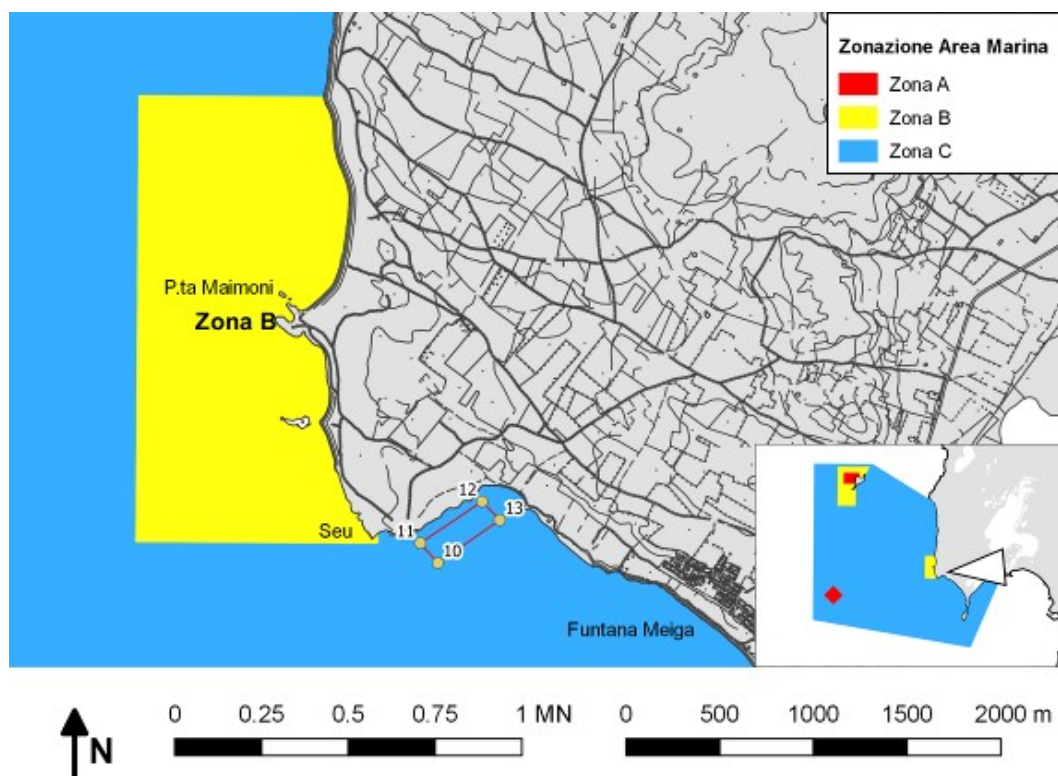 Zonazione Area Marina
Zona A
Zona B
Zona C
P.ta Maimoni
Zona B
12
13
11
10
Seu
Funtana Meiga
N
0 0.25 0.5 0.75 1 MN
0 500 1000 1500 2000 m